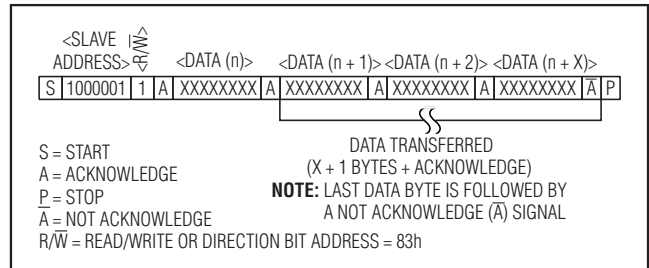 <SLAVE ADDRESS>
R/W̅>
<DATA (n)> <DATA (n + 1)> <DATA (n + 2)> <DATA (n + X)>
S 1000001 1 A XXXXXXXX A XXXXXXXX A XXXXXXXX A XXXXXXXX A̅ P
DATA TRANSFERRED
(X + 1 BYTES + ACKNOWLEDGE)
NOTE: LAST DATA BYTE IS FOLLOWED BY
A NOT ACKNOWLEDGE (A̅) SIGNAL
S = START
A = ACKNOWLEDGE
P = STOP
A̅ = NOT ACKNOWLEDGE
R/W̅ = READ/WRITE OR DIRECTION BIT ADDRESS = 83h